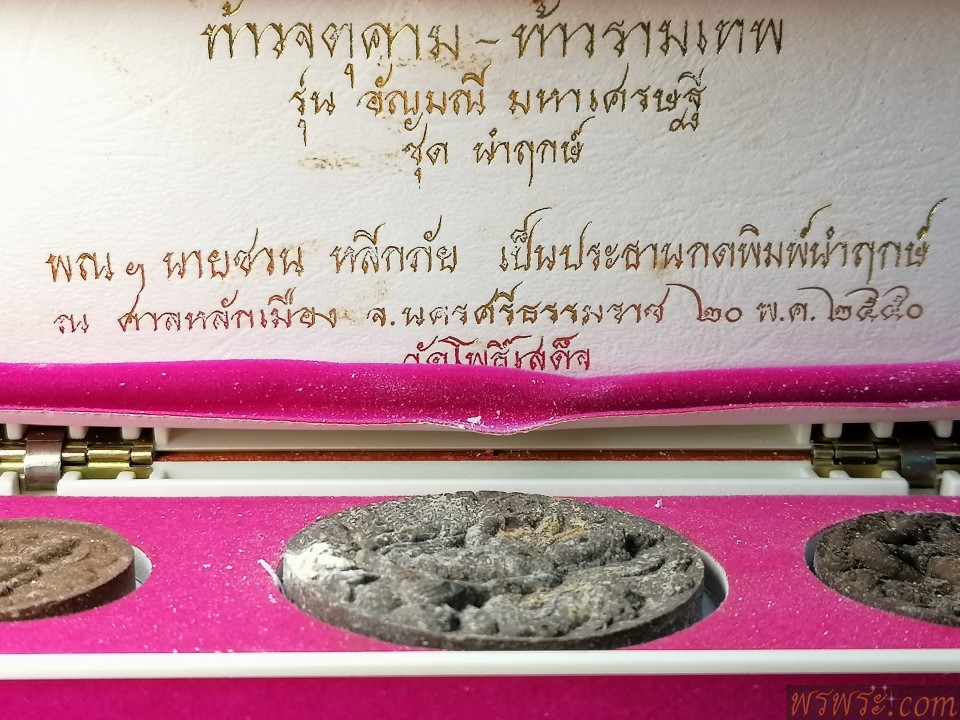 ท้าวจตุคาม - ท้าวรามเทพ
รุ่น อัญมณี มหาเศรษฐี
ชุด นำฤกษ์
พณฯ นายชวน หลีกภัย เป็นประธานกดพิมพ์นำฤกษ์
ณ ศาลหลักเมือง จ.นครศรีธรรมราช ๒๐ พ.ค. ๒๕๕๐
วัดโพธิ์เสด็จ
พรพระ.com